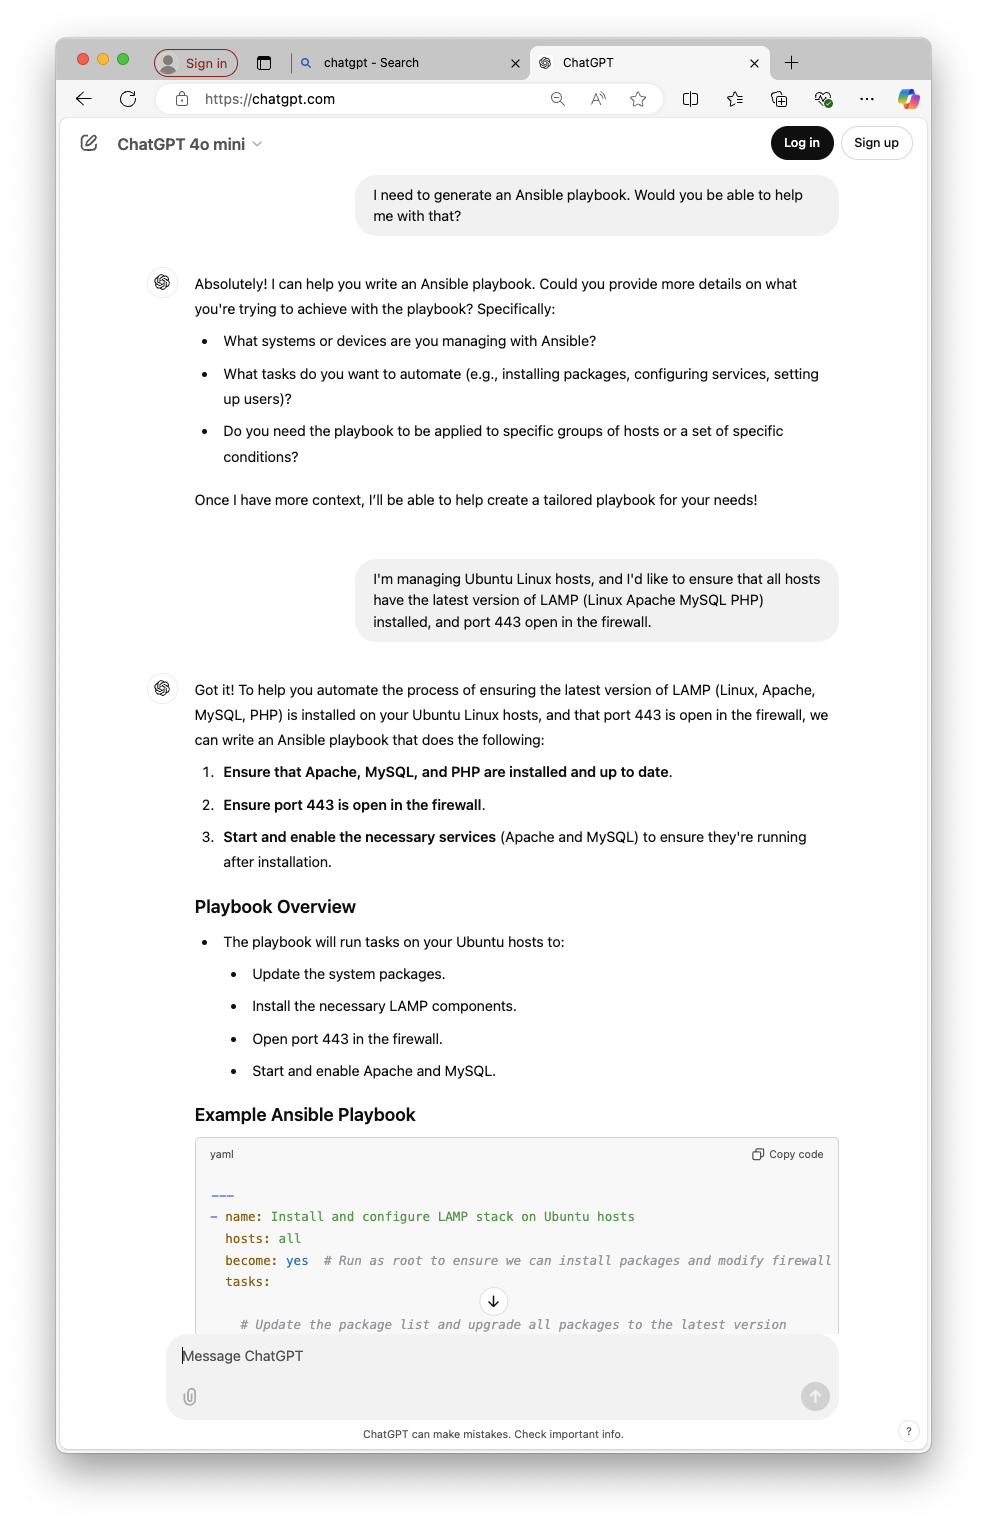 Sign in
chatgpt - Search
ChatGPT
https://chatgpt.com
ChatGPT 4o mini
Log in
Sign up
I need to generate an Ansible playbook. Would you be able to help
me with that?
Absolutely! I can help you write an Ansible playbook. Could you provide more details on what
you're trying to achieve with the playbook? Specifically:
• What systems or devices are you managing with Ansible?
• What tasks do you want to automate (e.g., installing packages, configuring services, setting
up users)?
• Do you need the playbook to be applied to specific groups of hosts or a set of specific
conditions?
Once I have more context, I'll be able to help create a tailored playbook for your needs!
I'm managing Ubuntu Linux hosts, and I'd like to ensure that all hosts
have the latest version of LAMP (Linux Apache MySQL PHP)
installed, and port 443 open in the firewall.
Got it! To help you automate the process of ensuring the latest version of LAMP (Linux, Apache,
MySQL, PHP) is installed on your Ubuntu Linux hosts, and that port 443 is open in the firewall, we
can write an Ansible playbook that does the following:
1. Ensure that Apache, MySQL, and PHP are installed and up to date.
2. Ensure port 443 is open in the firewall.
3. Start and enable the necessary services (Apache and MySQL) to ensure they're running
after installation.
Playbook Overview
• The playbook will run tasks on your Ubuntu hosts to:
• Update the system packages.
• Install the necessary LAMP components.
• Open port 443 in the firewall.
• Start and enable Apache and MySQL.
Example Ansible Playbook
yaml
Copy code
---
- name: Install and configure LAMP stack on Ubuntu hosts
hosts: all
become: yes # Run as root to ensure we can install packages and modify firewall
tasks:
# Update the package list and upgrade all packages to the latest version
Message ChatGPT
ChatGPT can make mistakes. Check important info.
?